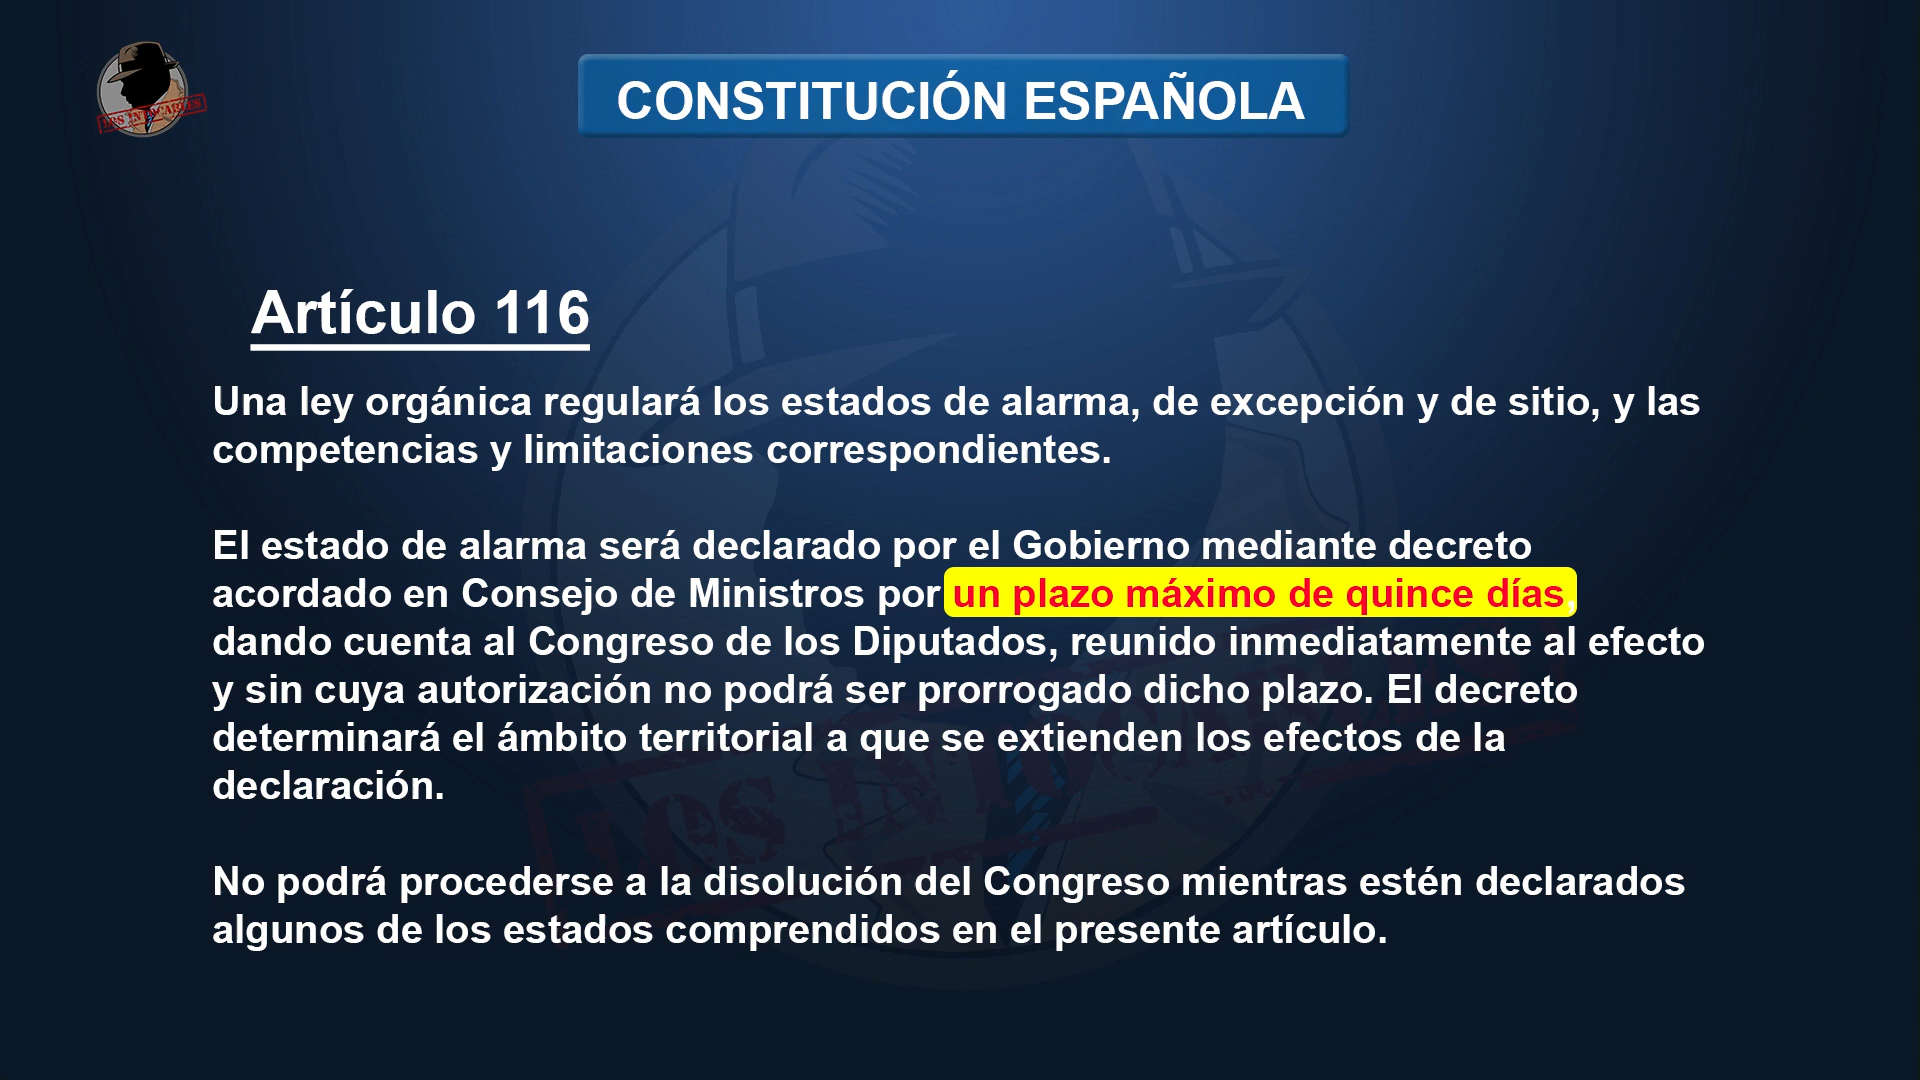 LOS INTOCABLES
CONSTITUCIÓN ESPAÑOLA
Artículo 116
Una ley orgánica regulará los estados de alarma, de excepción y de sitio, y las
competencias y limitaciones correspondientes.
El estado de alarma será declarado por el Gobierno mediante decreto
acordado en Consejo de Ministros por un plazo máximo de quince días,
dando cuenta al Congreso de los Diputados, reunido inmediatamente al efecto
y sin cuya autorización no podrá ser prorrogado dicho plazo. El decreto
determinará el ámbito territorial a que se extienden los efectos de la
declaración.
No podrá procederse a la disolución del Congreso mientras estén declarados
algunos de los estados comprendidos en el presente artículo.